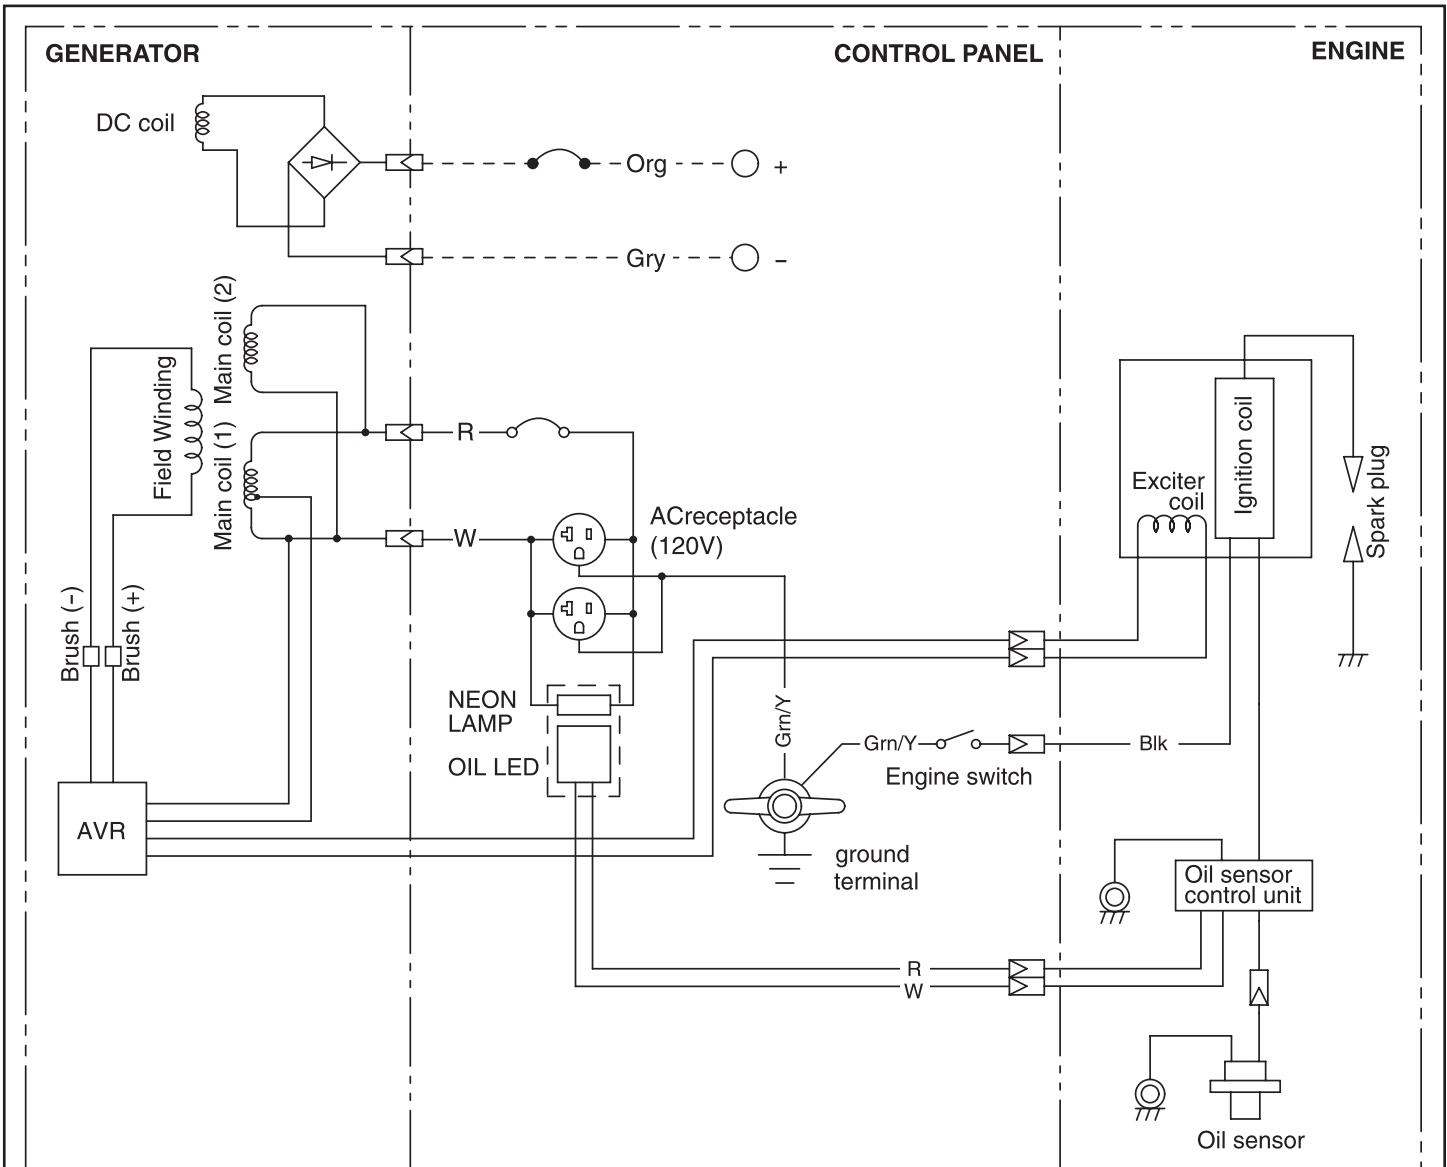 GENERATOR
CONTROL PANEL
ENGINE
DC coil
Org
+
Gry
–
Main coil (2)
Field Winding
Main coil (1)
R
W
ACreceptacle
(120V)
Exciter
coil
Ignition coil
Spark plug
Brush (-)
Brush (+)
NEON
LAMP
OIL LED
Grn/Y
Grn/Y
Blk
Engine switch
AVR
ground
terminal
Oil sensor
control unit
R
W
Oil sensor